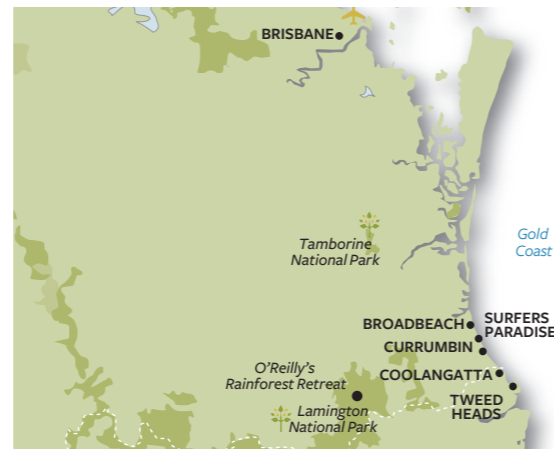 BRISBANE
Tamborine
National Park
Gold
Coast
BROADBEACH
SURFERS
PARADISE
CURRUMBIN
O'Reilly's
Rainforest Retreat
COOLANGATTA
Lamington
National Park
TWEED
HEADS